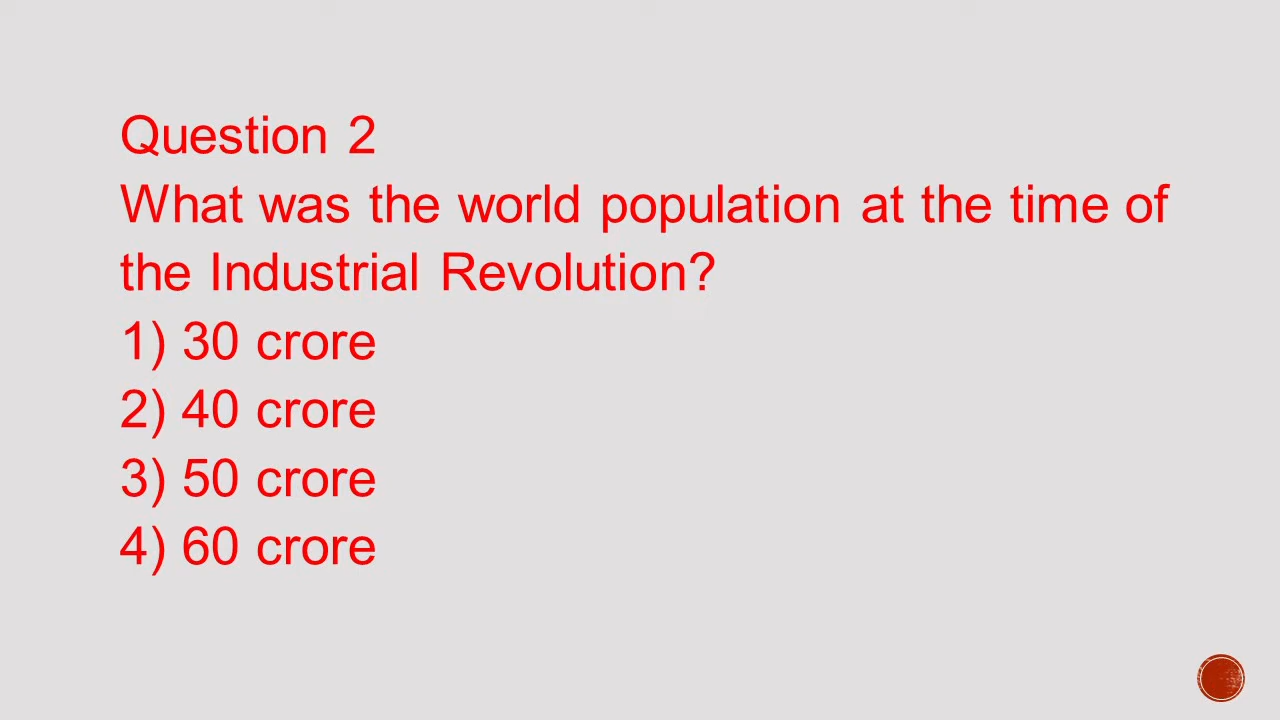 Question 2
What was the world population at the time of
the Industrial Revolution?
1) 30 crore
2) 40 crore
3) 50 crore
4) 60 crore